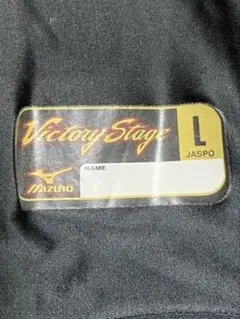 Victory Stage L
JASPO
NAME
MIZUNO